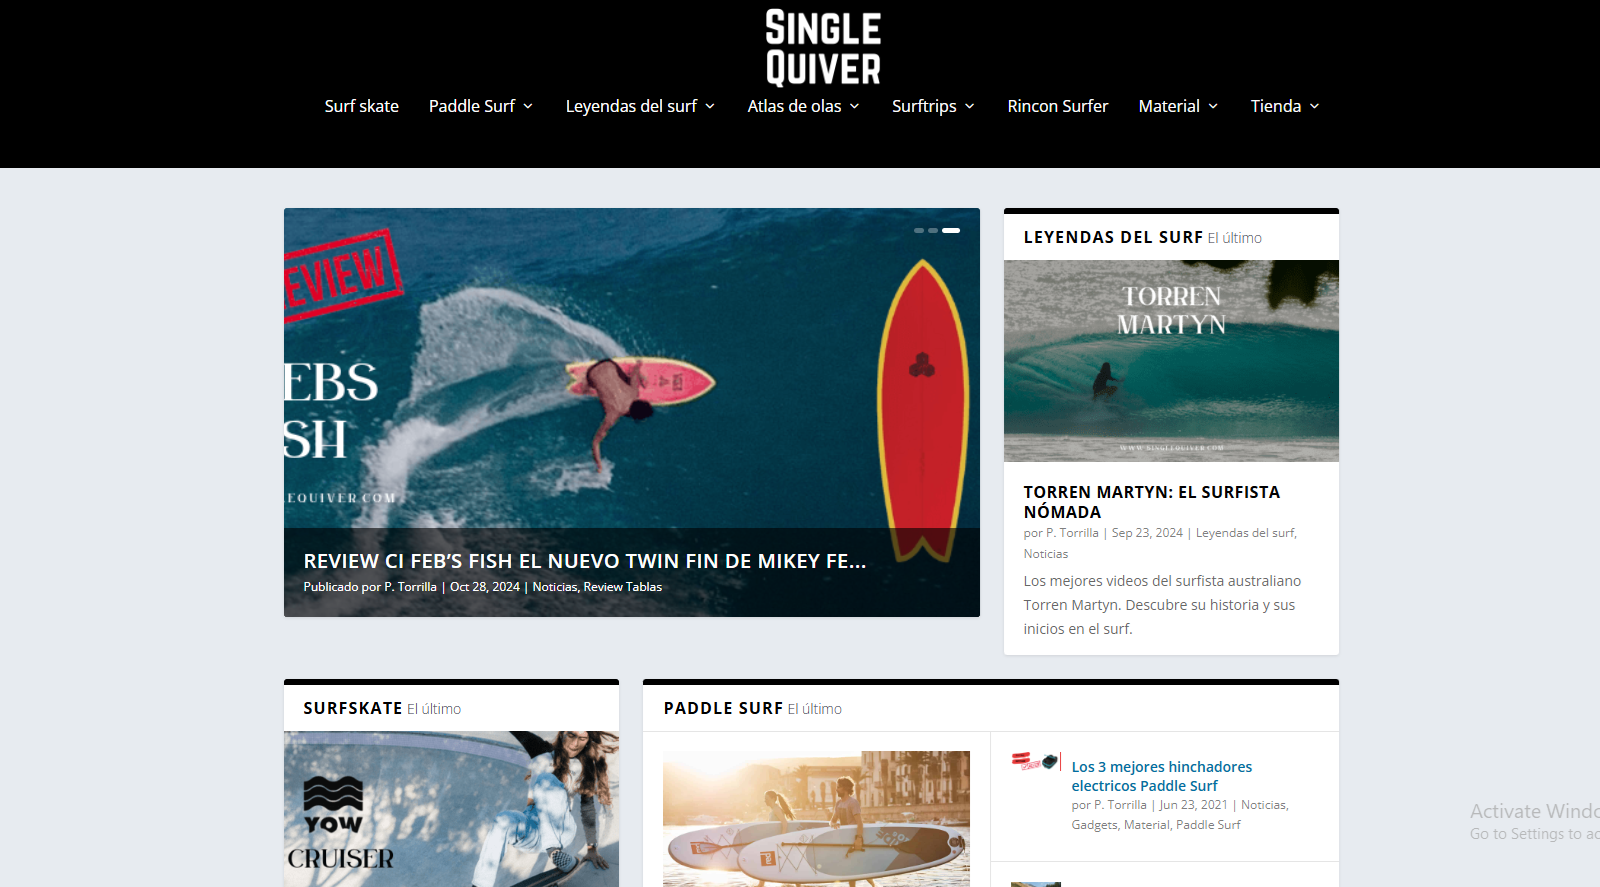 SINGLE
QUIVER
Surf skate
Paddle Surf
Leyendas del surf
Atlas de olas
Surftrips
Rincon Surfer
Material
Tienda
EVIEW
EBS
SH
LEQUIVER.COM
REVIEW CI FEB’S FISH EL NUEVO TWIN FIN DE MIKEY FE...
Publicado por P. Torrilla | Oct 28, 2024 | Noticias, Review Tablas
LEYENDAS DEL SURF El último
TORREN
MARTYN
WWW.SINGLEQUIVER.COM
TORREN MARTYN: EL SURFISTA
NÓMADA
por P. Torrilla | Sep 23, 2024 | Leyendas del surf,
Noticias
Los mejores videos del surfista australiano
Torren Martyn. Descubre su historia y sus
inicios en el surf.
SURFSKATE El último
YOW
CRUISER
PADDLE SURF El último
Los 3 mejores hinchadores
electricos Paddle Surf
por P. Torrilla | Jun 23, 2021 | Noticias,
Gadgets, Material, Paddle Surf
Activate Windo
Go to Settings to ac